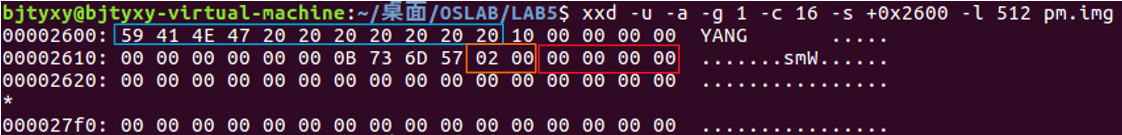 bjtyxy@bjtyxy-virtual-machine:~/桌面/OSLAB/LAB5$ xxd -u -a -g 1 -c 16 -s +0x2600 -l 512 pm.img
00002600: 59 41 4E 47 20 20 20 20 20 20 20 10 00 00 00 00  YANG       .....
00002610: 00 00 00 00 00 00 0B 73 6D 57 02 00 00 00 00 00  .......smW......
00002620: 00 00 00 00 00 00 00 00 00 00 00 00 00 00 00 00  ................
*
000027f0: 00 00 00 00 00 00 00 00 00 00 00 00 00 00 00 00  ................